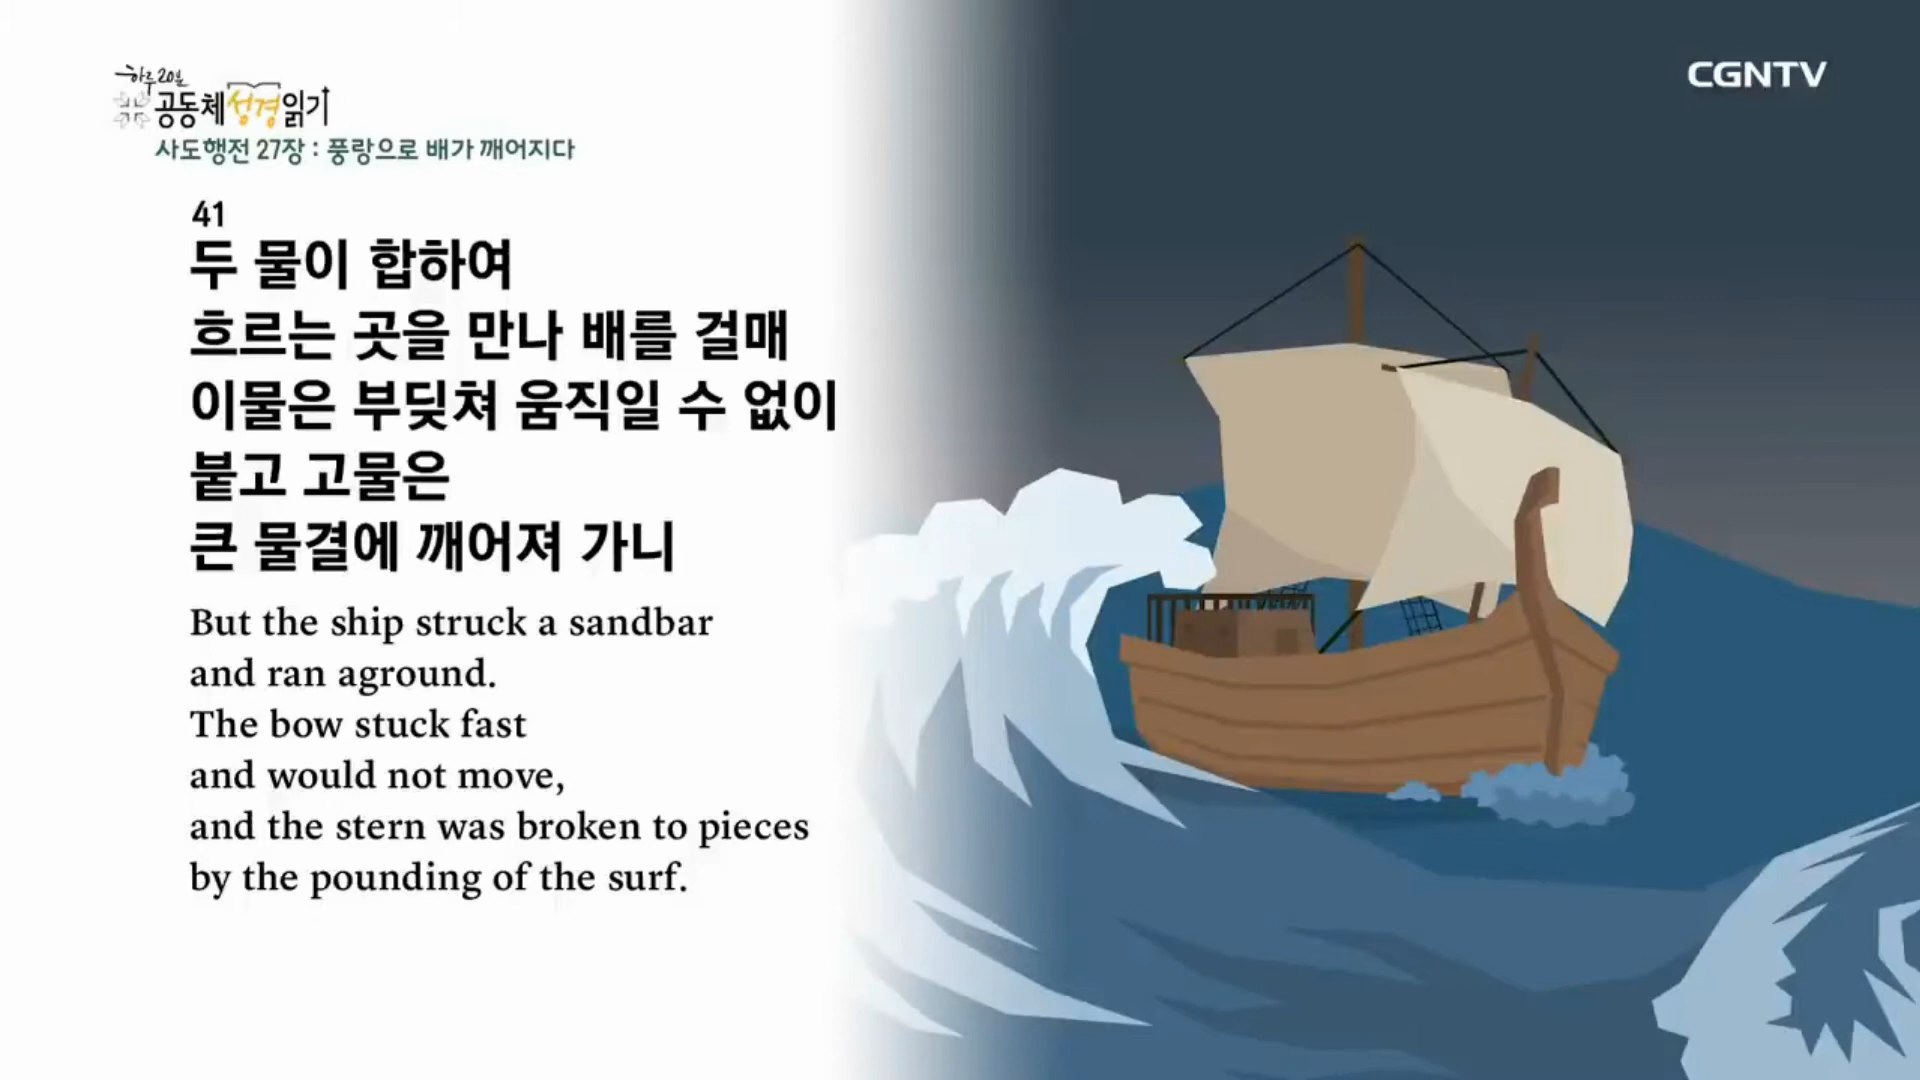 하루 20분
공동체 성경 읽기
CGNTV
사도행전 27장 : 풍랑으로 배가 깨어지다
41
두 물이 합하여
흐르는 곳을 만나 배를 걸매
이물은 부딪쳐 움직일 수 없이
붙고 고물은
큰 물결에 깨어져 가니
But the ship struck a sandbar
and ran aground.
The bow stuck fast
and would not move,
and the stern was broken to pieces
by the pounding of the surf.